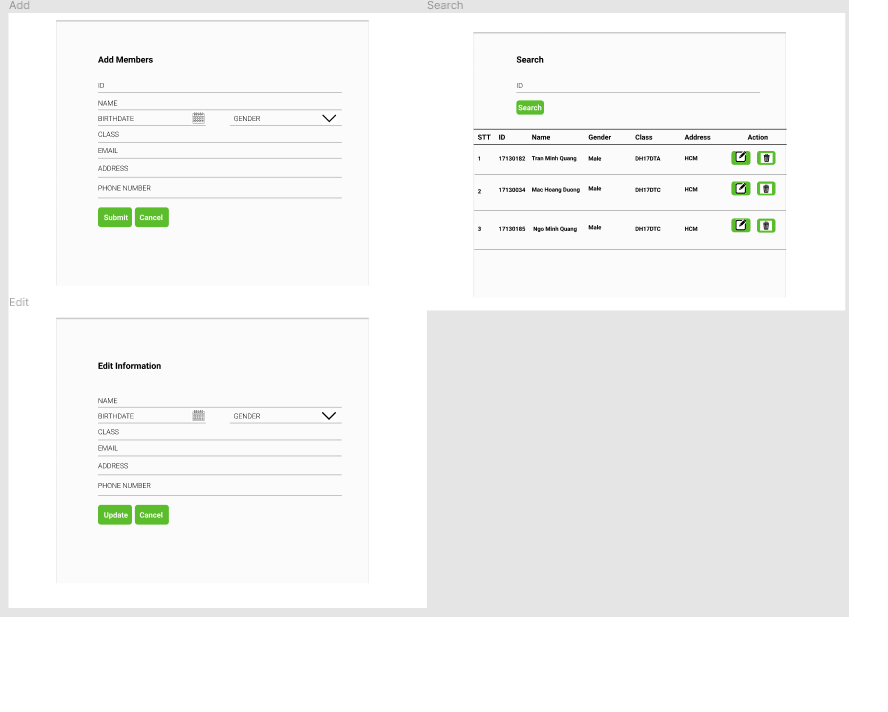 Add
Add Members
ID
NAME
BIRTHDATE GENDER
CLASS
EMAIL
ADDRESS
PHONE NUMBER
Submit Cancel
Search
Search
ID
Search
STT ID Name Gender Class Address Action
1 17130182 Tran Minh Quang Male DH17DTA HCM
2 17130034 Mac Hoang Duong Male DH17DTC HCM
3 17130185 Ngo Minh Quang Male DH17DTC HCM
Edit
Edit Information
NAME
BIRTHDATE GENDER
CLASS
EMAIL
ADDRESS
PHONE NUMBER
Update Cancel